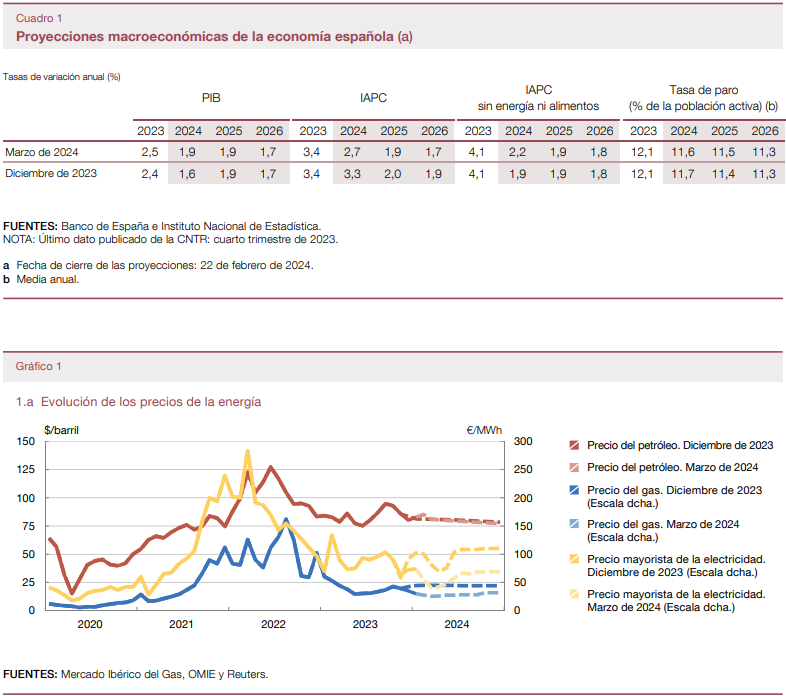 Cuadro 1
Proyecciones macroeconómicas de la economía española (a)
Tasas de variación anual (%)
PIB IAPC IAPC sin energía ni alimentos Tasa de paro (% de la población activa) (b)
2023 2024 2025 2026 2023 2024 2025 2026 2023 2024 2025 2026 2023 2024 2025 2026
Marzo de 2024 2,5 1,9 1,9 1,7 3,4 2,7 1,9 1,7 4,1 2,2 1,9 1,8 12,1 11,6 11,5 11,3
Diciembre de 2023 2,4 1,6 1,9 1,7 3,4 3,3 2,0 1,9 4,1 1,9 1,9 1,8 12,1 11,7 11,4 11,3
FUENTES: Banco de España e Instituto Nacional de Estadística.
NOTA: Último dato publicado de la CNTR: cuarto trimestre de 2023.
a Fecha de cierre de las proyecciones: 22 de febrero de 2024.
b Media anual.
Gráfico 1
1.a Evolución de los precios de la energía
$/barril €/MWh
150 300
125 250
100 200
75 150
50 100
25 50
0 0
2020 2021 2022 2023 2024
Precio del petróleo. Diciembre de 2023
Precio del petróleo. Marzo de 2024
Precio del gas. Diciembre de 2023
(Escala dcha.)
Precio del gas. Marzo de 2024
(Escala dcha.)
Precio mayorista de la electricidad.
Diciembre de 2023 (Escala dcha.)
Precio mayorista de la electricidad.
Marzo de 2024 (Escala dcha.)
FUENTES: Mercado Ibérico del Gas, OMIE y Reuters.